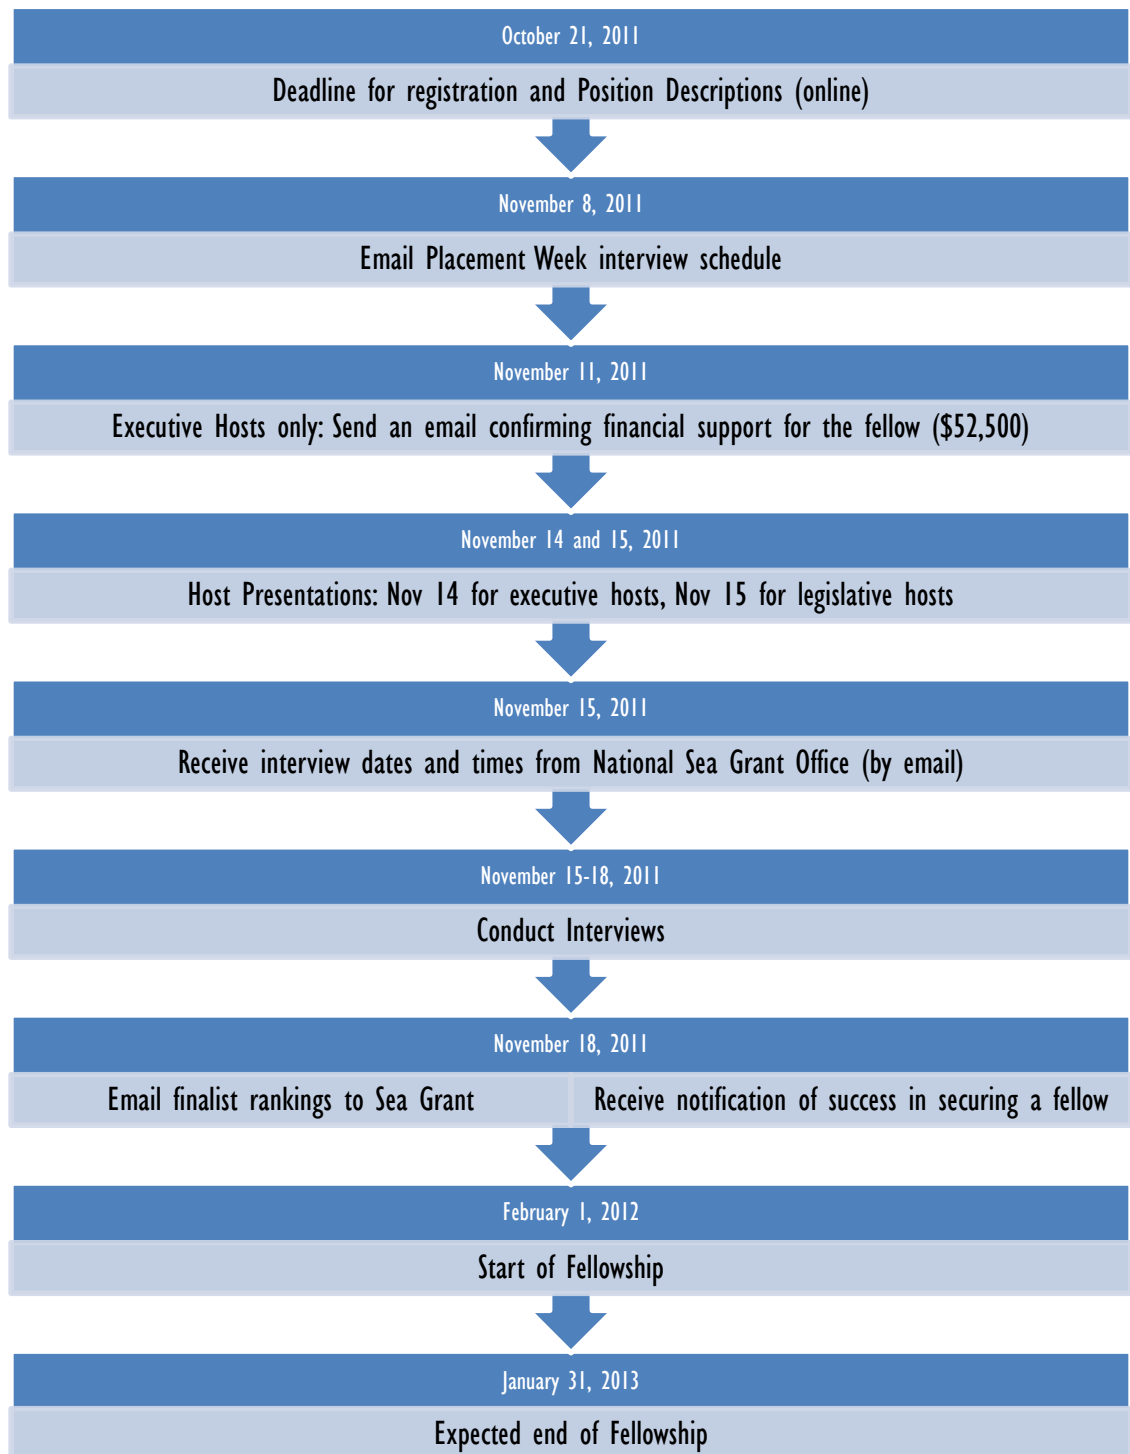 October 21, 2011
Deadline for registration and Position Descriptions (online)
November 8, 2011
Email Placement Week interview schedule
November 11, 2011
Executive Hosts only: Send an email confirming financial support for the fellow ($52,500)
November 14 and 15, 2011
Host Presentations: Nov 14 for executive hosts, Nov 15 for legislative hosts
November 15, 2011
Receive interview dates and times from National Sea Grant Office (by email)
November 15-18, 2011
Conduct Interviews
November 18, 2011
Email finalist rankings to Sea Grant
Receive notification of success in securing a fellow
February 1, 2012
Start of Fellowship
January 31, 2013
Expected end of Fellowship